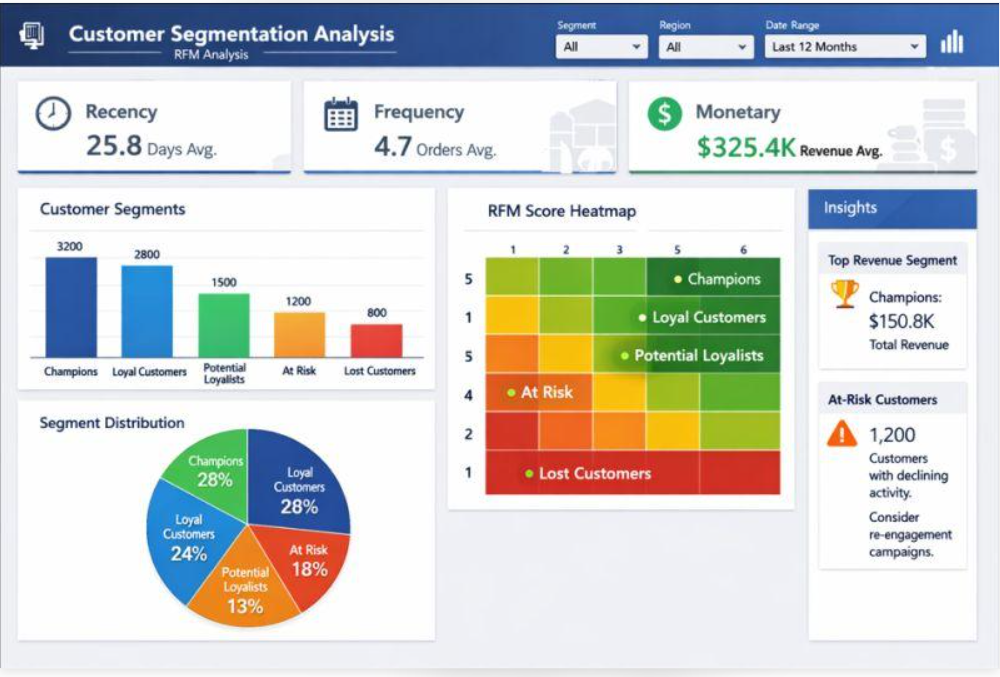 Customer Segmentation Analysis
RFM Analysis
Segment
All
Region
All
Date Range
Last 12 Months
Recency
25.8 Days Avg.
Frequency
4.7 Orders Avg.
$
Monetary
$325.4K Revenue Avg.
$
Customer Segments
3200
2800
1500
1200
800
Champions
Loyal Customers
Potential
Loyalists
At Risk
Lost Customers
Segment Distribution
Champions
28%
Loyal
Customers
28%
Loyal
Customers
24%
At Risk
18%
Potential
Loyalists
13%
RFM Score Heatmap
1 2 3 5 6
5 Champions
1 Loyal Customers
5 Potential Loyalists
4 At Risk
2
1 Lost Customers
Insights
Top Revenue Segment
Champions:
$150.8K
Total Revenue
At-Risk Customers
1,200
Customers
with declining
activity.
Consider
re-engagement
campaigns.